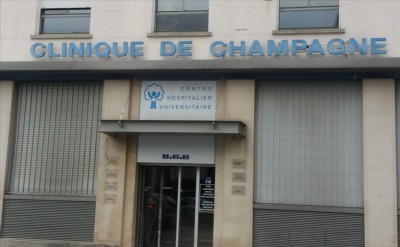 CLINIQUE DE CHAMPAGNE
CENTRE
HOSPITALIER
UNIVERSITAIRE